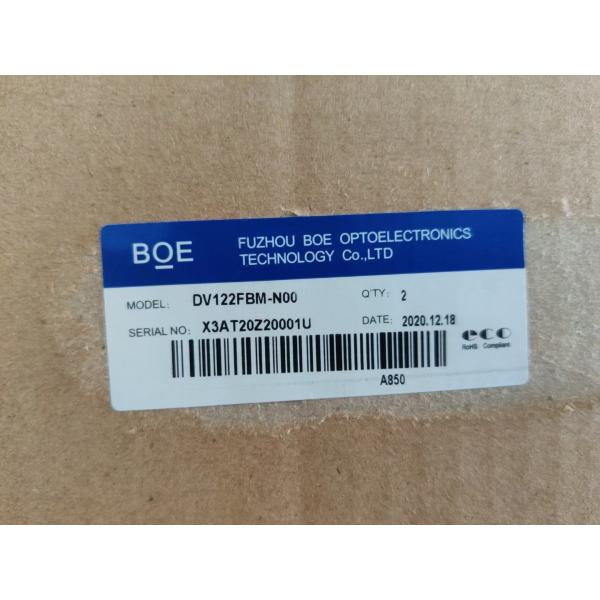 BOE
FUZHOU BOE OPTOELECTRONICS
TECHNOLOGY Co.,LTD
MODEL: DV122FBM-N00
Q'TY: 2
SERIAL NO: X3AT20Z20001U
DATE: 2020.12.18
eco
RoHS Compliant
A850